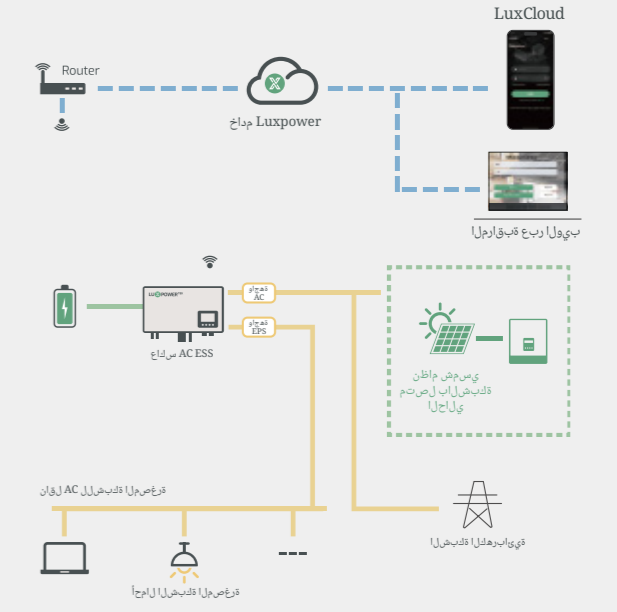 LuxCloud
Router
خادم Luxpower
المراقبة عبر الويب
LUXPOWER™
واجهة
AC
واجهة
EPS
عاكس AC ESS
نظام شمسي
متصل بالشبكة
الحالي
ناقل AC للشبكة المصغرة
الشبكة الكهربائية
أحمال الشبكة المصغرة